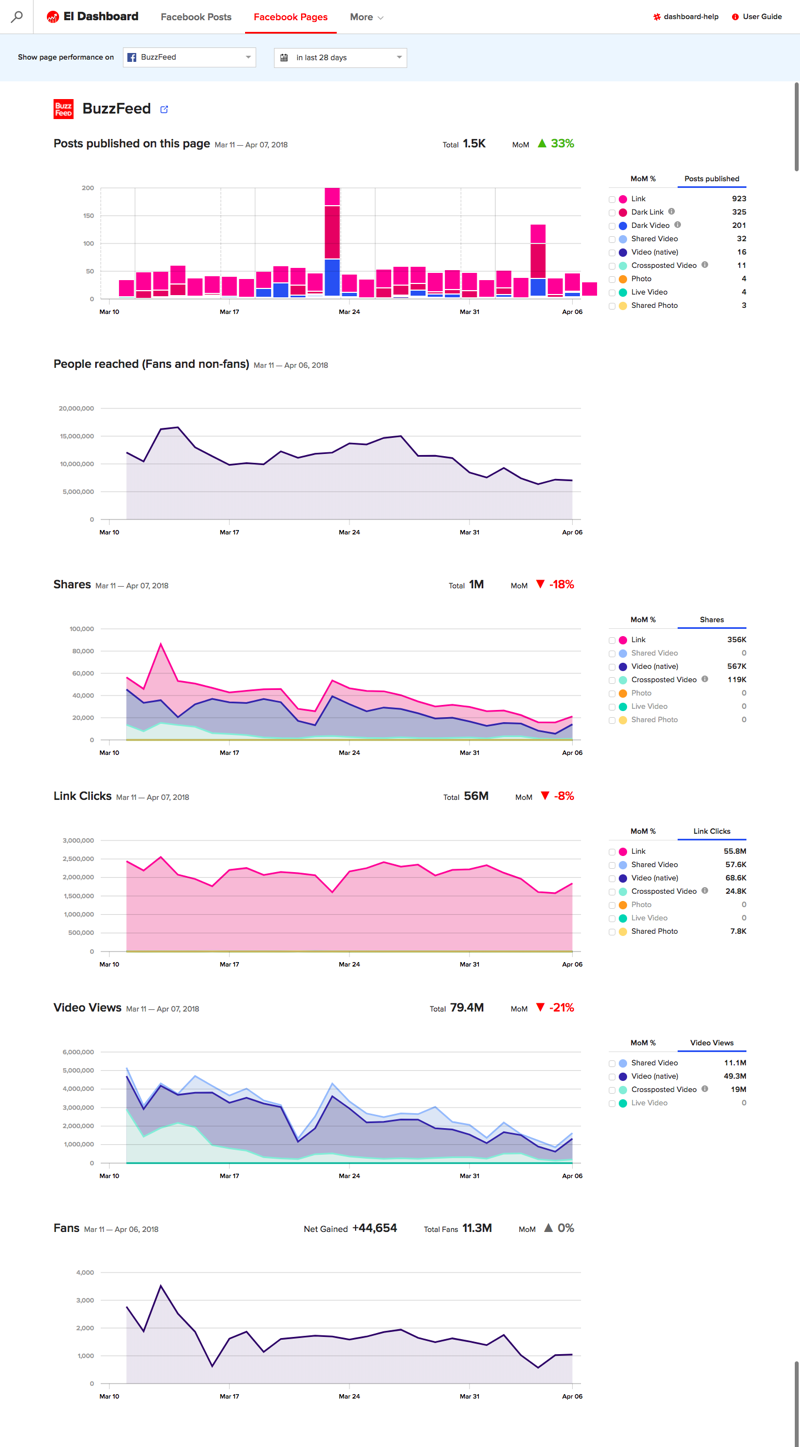 EI Dashboard Facebook Posts Facebook Pages More dashboard-help User Guide
Show page performance on BuzzFeed in last 28 days
Buzz
Feed
BuzzFeed
Posts published on this page Mar 11 — Apr 07, 2018 Total 1.5K MoM 33%
MoM % Posts published
200
150
100
50
0
Mar 10 Mar 17 Mar 24 Mar 31 Apr 06
Link 923
Dark Link 325
Dark Video 201
Shared Video 32
Video (native) 16
Crossposted Video 11
Photo 4
Live Video 4
Shared Photo 3
People reached (Fans and non-fans) Mar 11 — Apr 06, 2018
20,000,000
15,000,000
10,000,000
5,000,000
0
Mar 10 Mar 17 Mar 24 Mar 31 Apr 06
Shares Mar 11 — Apr 07, 2018 Total 1M MoM -18%
MoM % Shares
100,000
80,000
60,000
40,000
20,000
0
Mar 10 Mar 17 Mar 24 Mar 31 Apr 06
Link 356K
Shared Video 0
Video (native) 567K
Crossposted Video 119K
Photo 0
Live Video 0
Shared Photo 0
Link Clicks Mar 11 — Apr 07, 2018 Total 56M MoM -8%
MoM % Link Clicks
3,000,000
2,500,000
2,000,000
1,500,000
1,000,000
500,000
0
Mar 10 Mar 17 Mar 24 Mar 31 Apr 06
Link 55.8M
Shared Video 57.6K
Video (native) 68.6K
Crossposted Video 24.8K
Photo 0
Live Video 0
Shared Photo 7.8K
Video Views Mar 11 — Apr 07, 2018 Total 79.4M MoM -21%
MoM % Video Views
6,000,000
5,000,000
4,000,000
3,000,000
2,000,000
1,000,000
0
Mar 10 Mar 17 Mar 24 Mar 31 Apr 06
Shared Video 11.1M
Video (native) 49.3M
Crossposted Video 19M
Live Video 0
Fans Mar 11 — Apr 06, 2018 Net Gained +44,654 Total Fans 11.3M MoM 0%
4,000
3,000
2,000
1,000
0
Mar 10 Mar 17 Mar 24 Mar 31 Apr 06